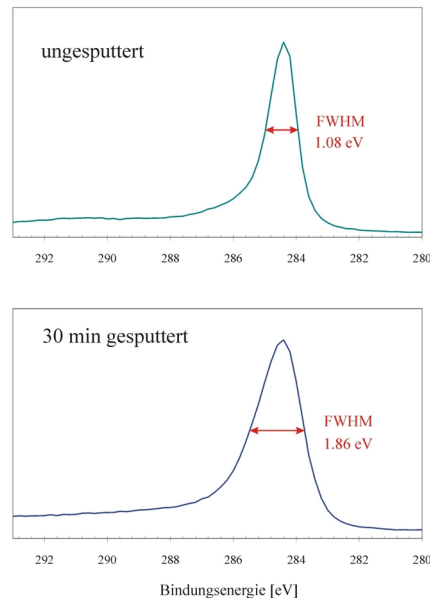 ungesputtert
FWHM
1.08 eV
292 290 288 286 284 282 280
30 min gesputtert
FWHM
1.86 eV
292 290 288 286 284 282 280
Bindungsenergie [eV]